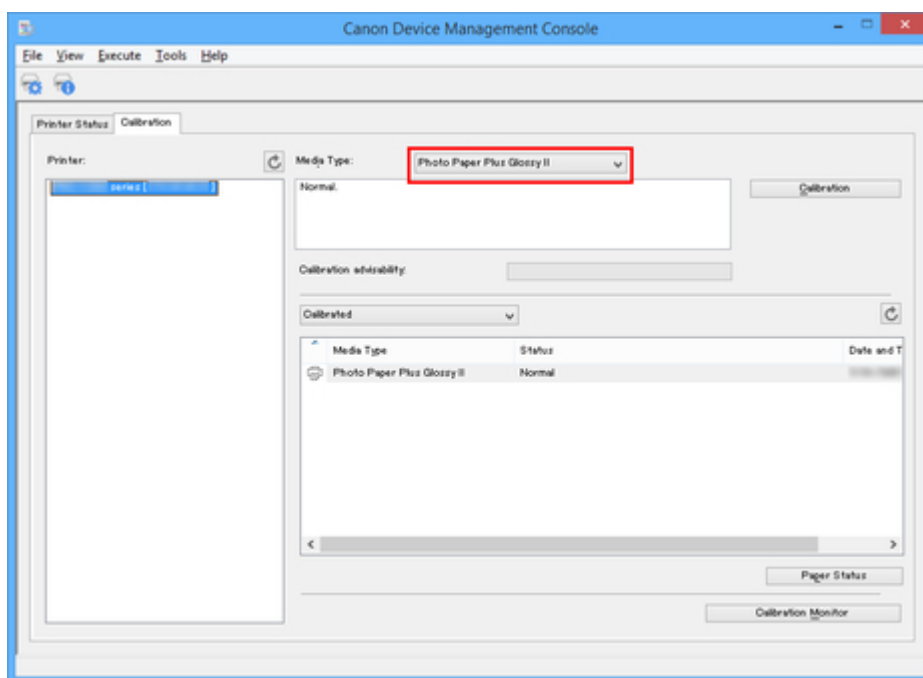 Canon Device Management Console
File View Execute Tools Help
Printer Status Calibration
Printer:
Media Type: Photo Paper Plus Glossy II
series [ ]
Normal.
Calibration
Calibration advisability:
Calibrated
Media Type Status Date and T
Photo Paper Plus Glossy II Normal
Paper Status
Calibration Monitor